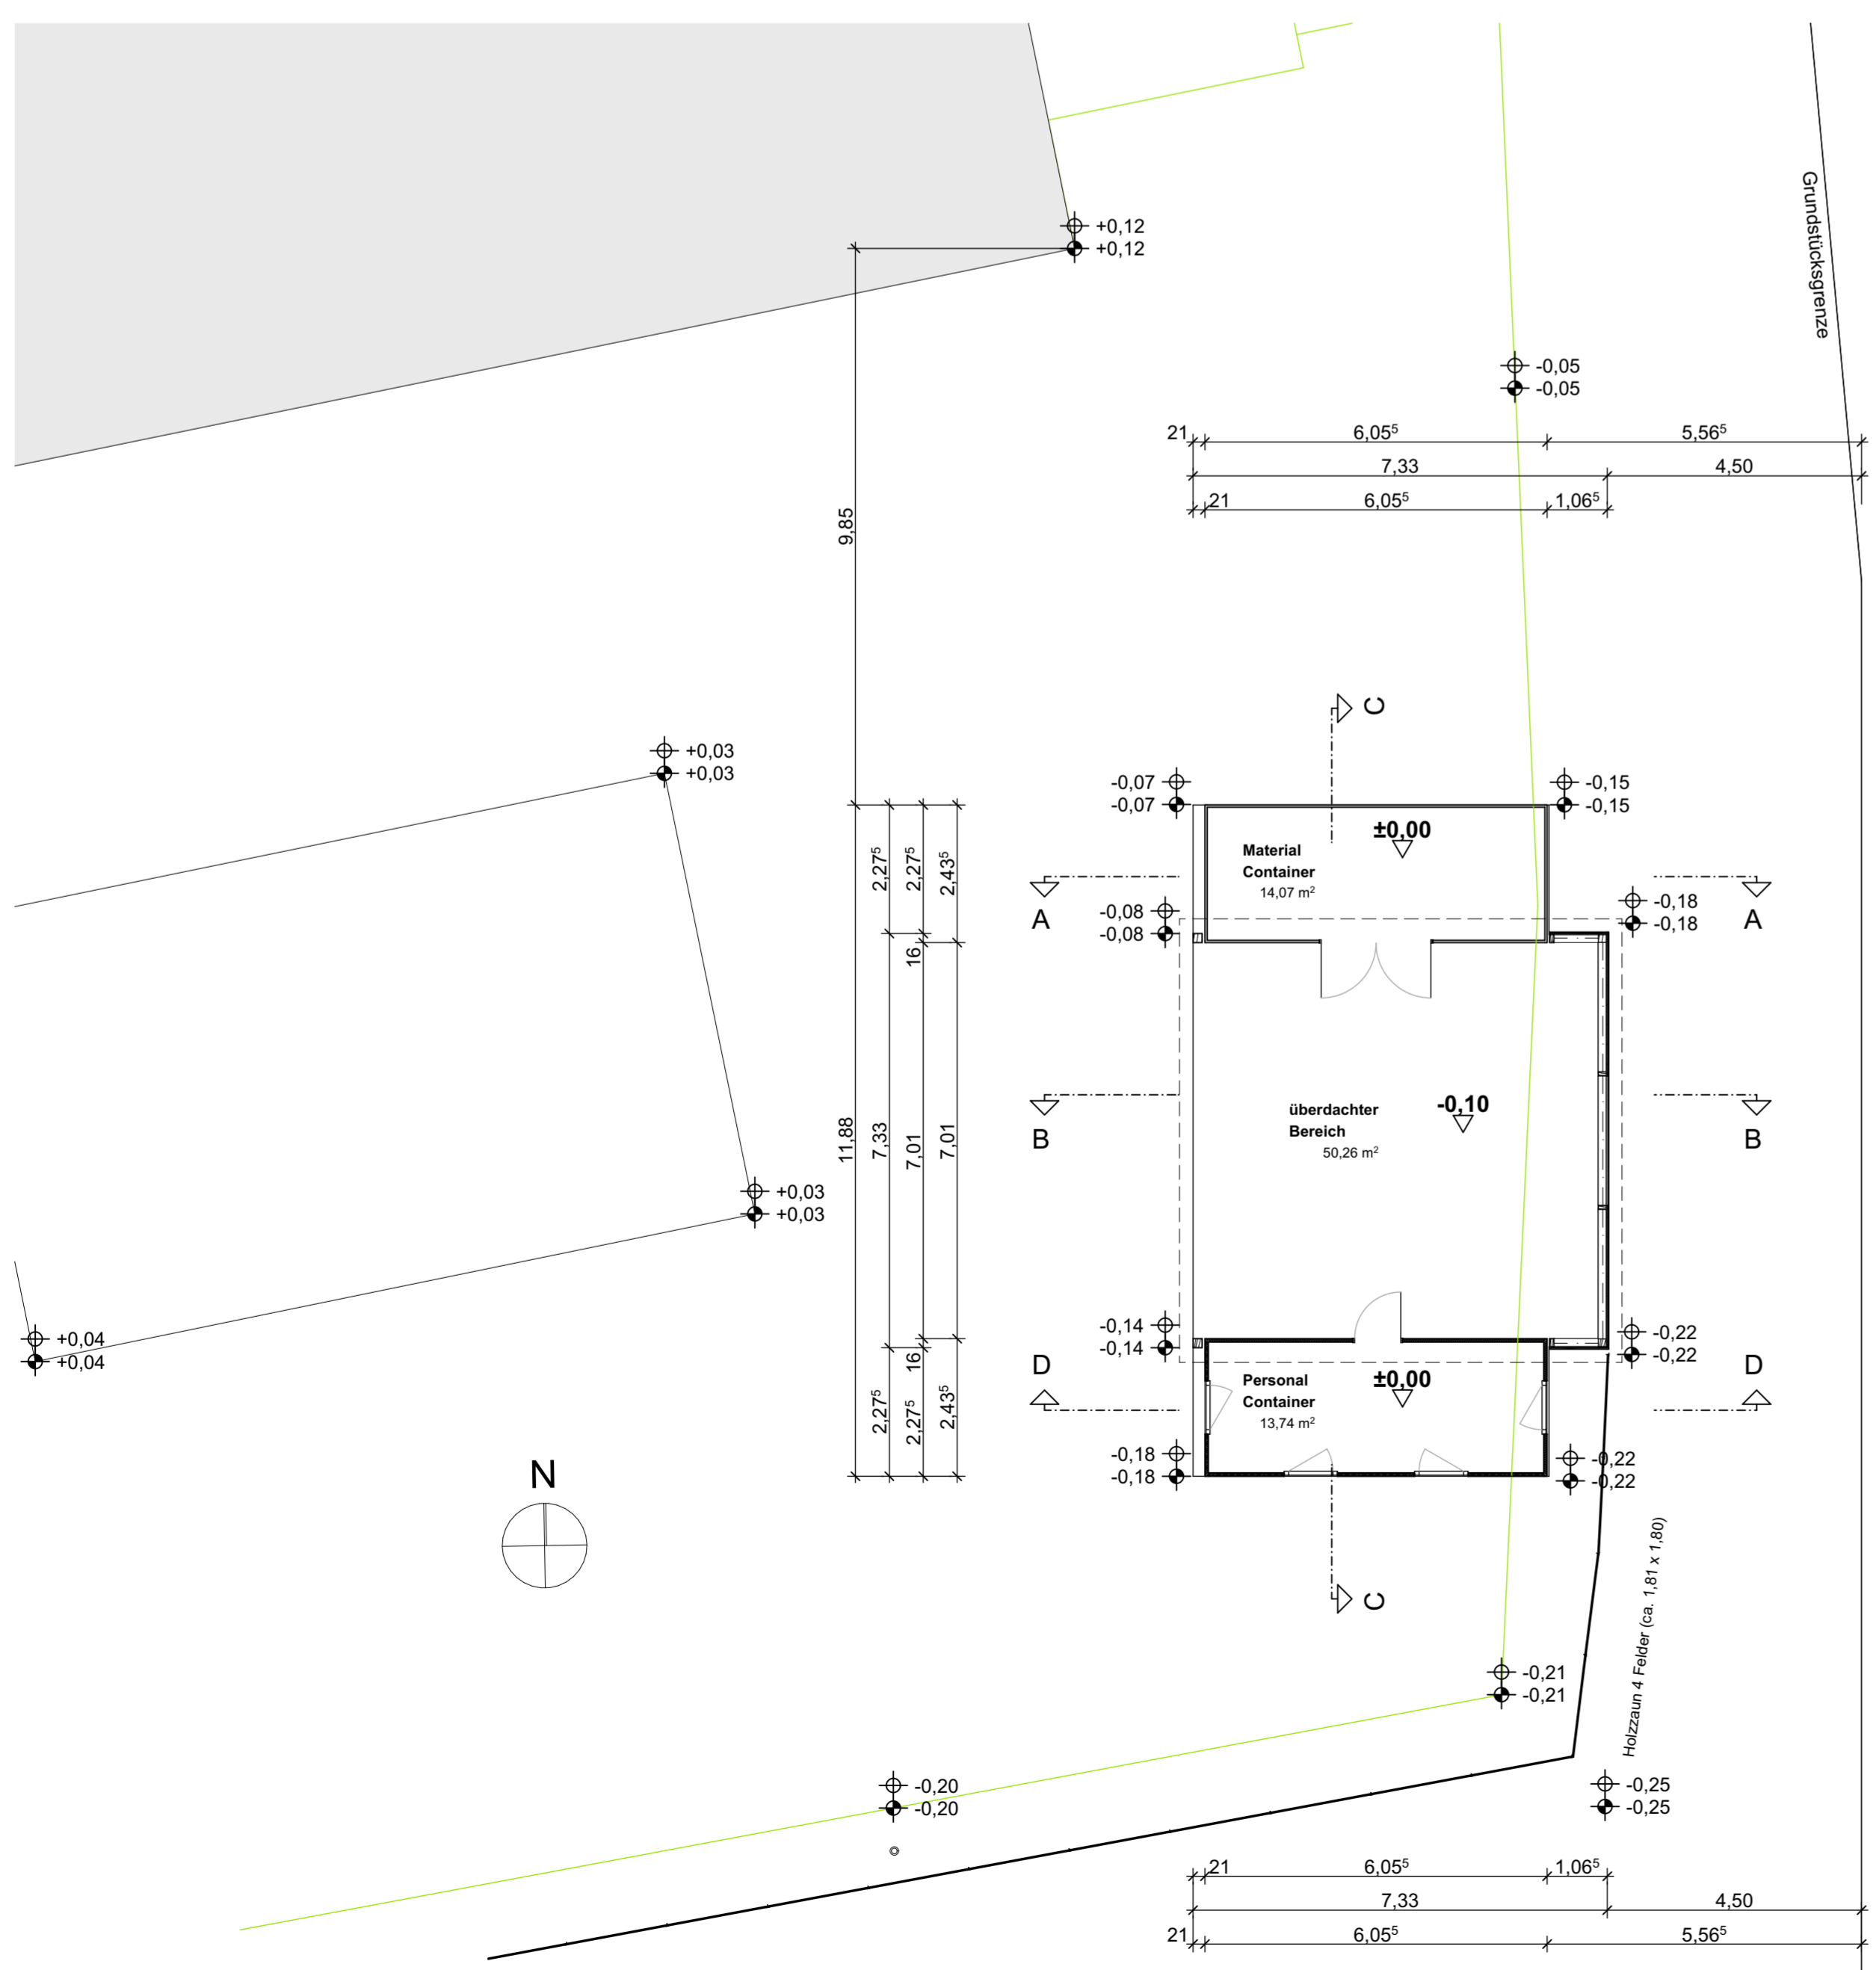 Grundstücksgrenze
+0,12
+0,12
-0,05
-0,05
21 6,05⁵ 5,56⁵
7,33 4,50
21 6,05⁵ 1,06⁵
9,85
C
+0,03
+0,03
-0,07
-0,07
-0,15
-0,15
±0,00
Material
Container
14,07 m²
2,27⁵ 2,27⁵ 2,43⁵
A
A
-0,08
-0,08
-0,18
-0,18
16
-0,10
überdachter
Bereich
50,26 m²
B
B
11,88 7,33 7,01 7,01
+0,03
+0,03
+0,04
+0,04
-0,14
-0,14
-0,22
-0,22
16
D
D
±0,00
Personal
Container
13,74 m²
2,27⁵ 2,27⁵ 2,43⁵
-0,18
-0,18
-0,22
-0,22
N
C
Holzzaun 4 Felder (ca. 1,81 x 1,80)
-0,21
-0,21
-0,20
-0,20
-0,25
-0,25
21 6,05⁵ 1,06⁵
7,33 4,50
21 6,05⁵ 5,56⁵